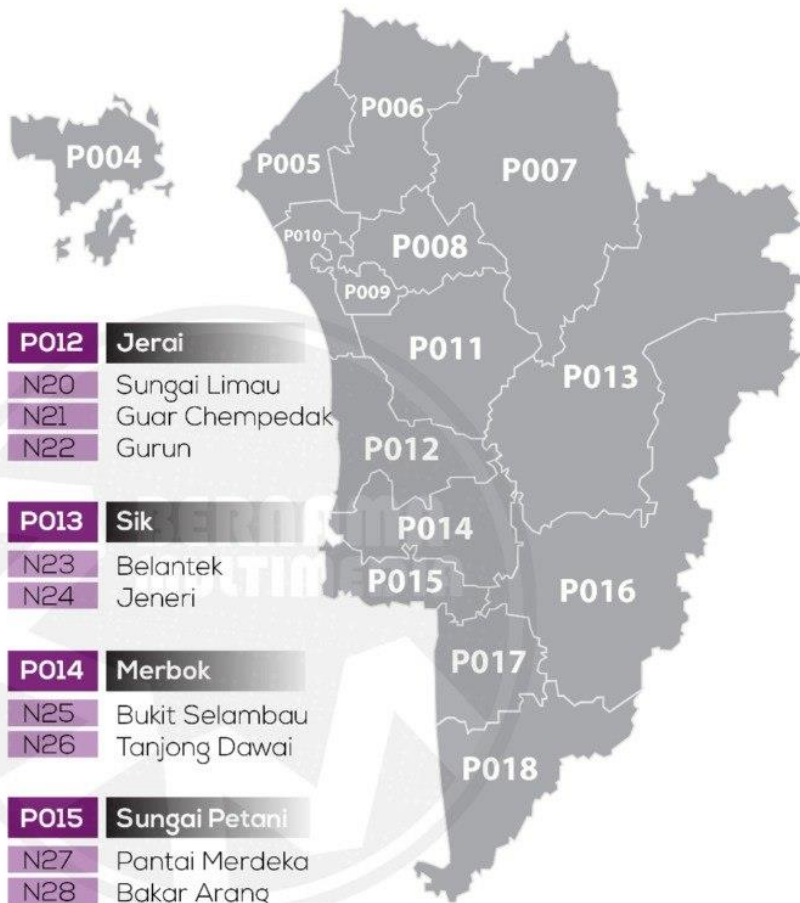 P006
P004
P005
P007
P010
P008
P009
P011
P013
P012
P014
P015
P016
P017
P018
P012 Jerai
N20 Sungai Limau
N21 Guar Chempedak
N22 Gurun
P013 Sik
N23 Belantek
N24 Jeneri
P014 Merbok
N25 Bukit Selambau
N26 Tanjong Dawai
P015 Sungai Petani
N27 Pantai Merdeka
N28 Bakar Arang
BERNAMA
MULTIMEDIA